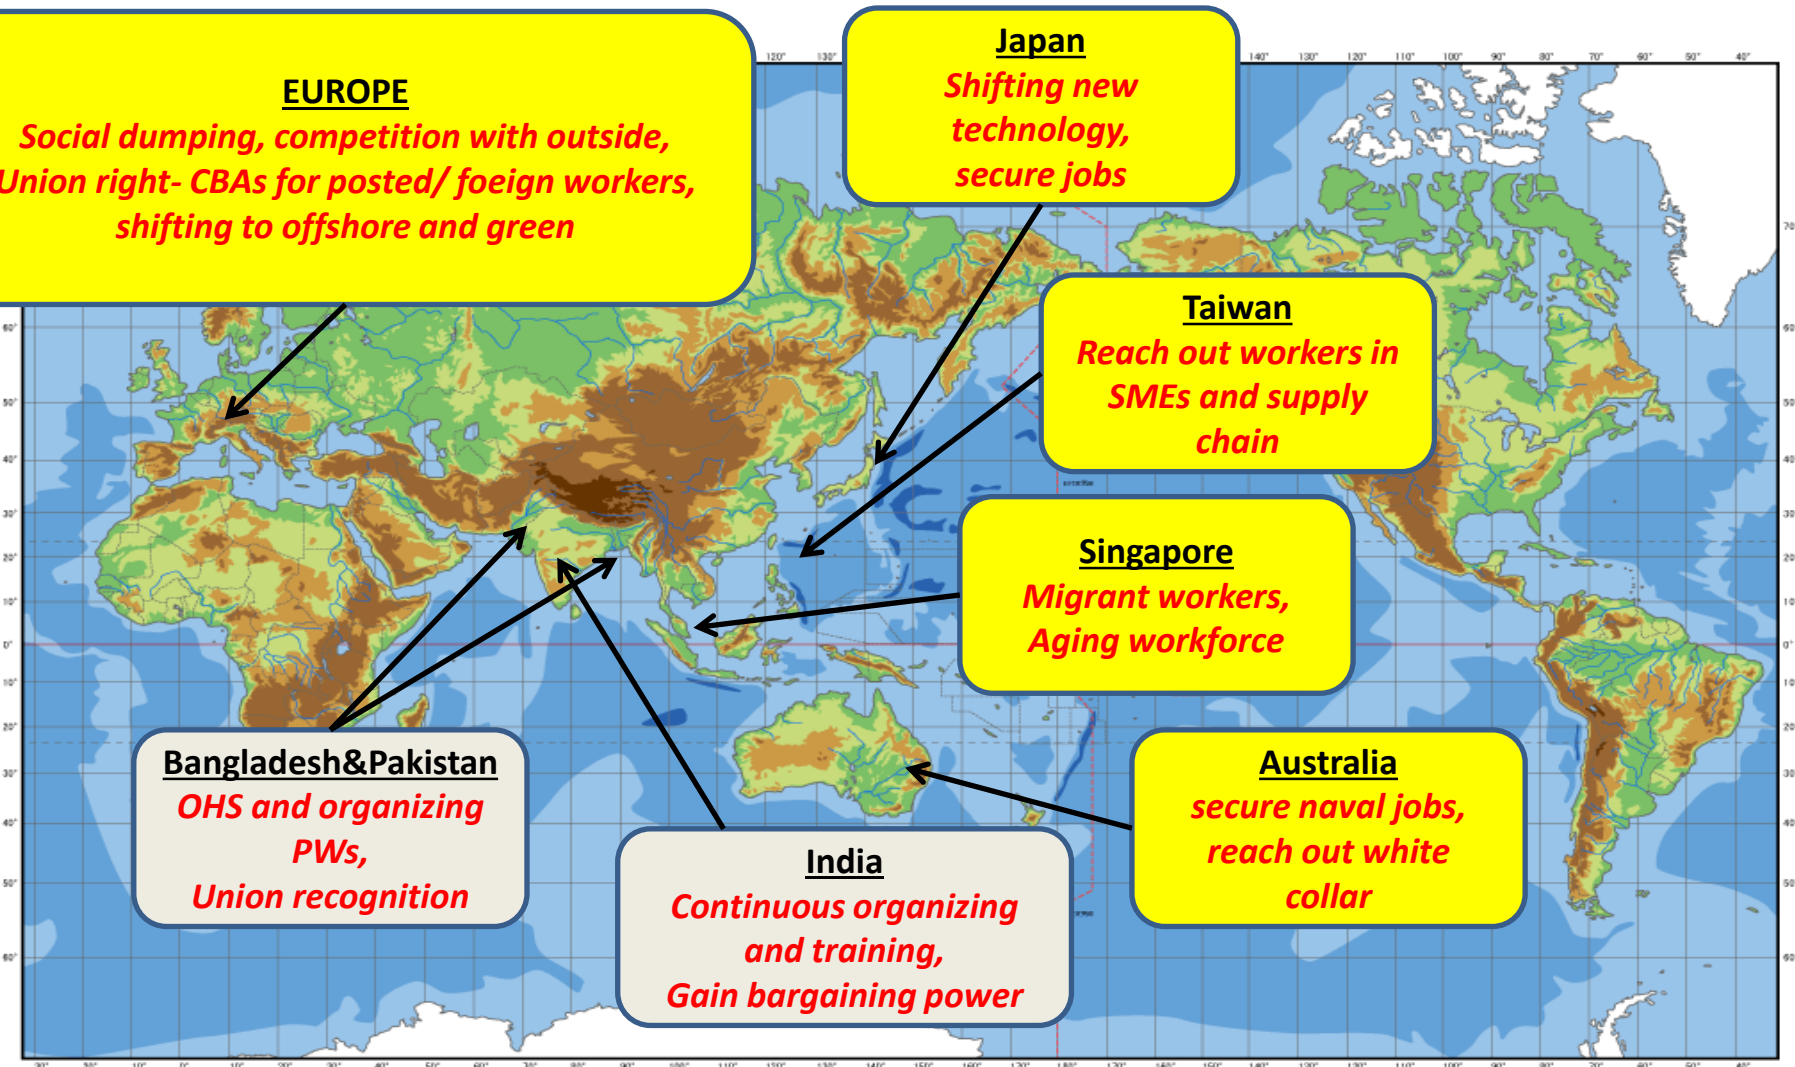 EUROPE
Social dumping, competition with outside,
Union right- CBAs for posted/ foeign workers,
shifting to offshore and green
Japan
Shifting new
technology,
secure jobs
Taiwan
Reach out workers in
SMEs and supply
chain
Singapore
Migrant workers,
Aging workforce
Bangladesh&Pakistan
OHS and organizing
PWs,
Union recognition
India
Continuous organizing
and training,
Gain bargaining power
Australia
secure naval jobs,
reach out white
collar